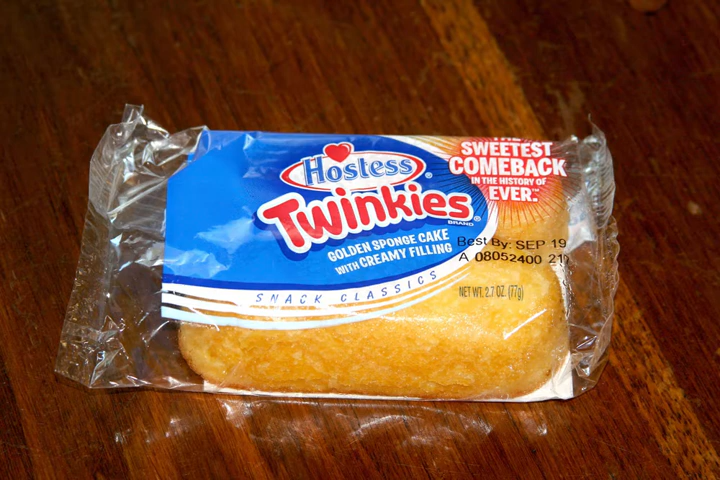 Hostess®
Twinkies®
BRAND
GOLDEN SPONGE CAKE
WITH CREAMY FILLING
SNACK CLASSICS
THE
SWEETEST
COMEBACK
IN THE HISTORY OF
EVER.™
Best By: SEP 19
A 08052400
NET WT. 2.7 OZ. (77g)